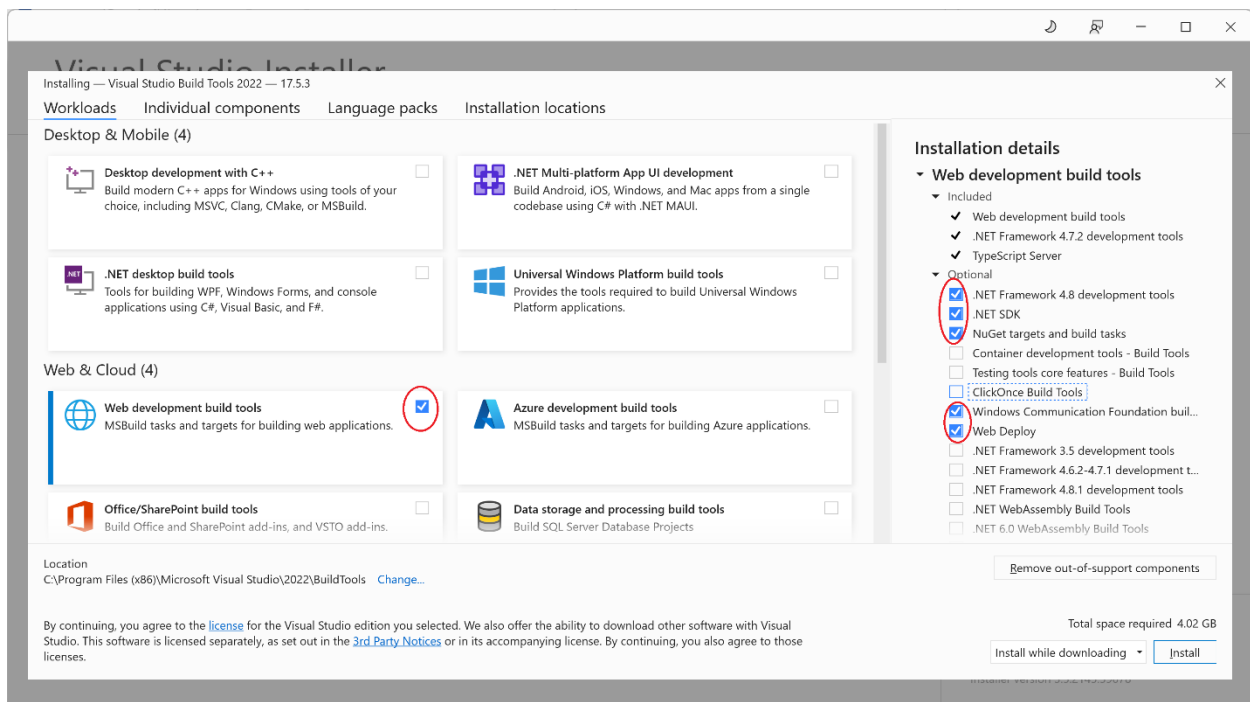 Visual Studio Installer
Installing — Visual Studio Build Tools 2022 — 17.5.3
Workloads Individual components Language packs Installation locations
Desktop & Mobile (4)
Desktop development with C++
Build modern C++ apps for Windows using tools of your
choice, including MSVC, Clang, CMake, or MSBuild.
.NET Multi-platform App UI development
Build Android, iOS, Windows, and Mac apps from a single
codebase using C# with .NET MAUI.
.NET
.NET desktop build tools
Tools for building WPF, Windows Forms, and console
applications using C#, Visual Basic, and F#.
Universal Windows Platform build tools
Provides the tools required to build Universal Windows
Platform applications.
Web & Cloud (4)
Web development build tools
MSBuild tasks and targets for building web applications.
Azure development build tools
MSBuild tasks and targets for building Azure applications.
Office/SharePoint build tools
Build Office and SharePoint add-ins, and VSTO add-ins.
Data storage and processing build tools
Build SQL Server Database Projects
Installation details
Web development build tools
Included
Web development build tools
.NET Framework 4.7.2 development tools
TypeScript Server
Optional
.NET Framework 4.8 development tools
.NET SDK
NuGet targets and build tasks
Container development tools - Build Tools
Testing tools core features - Build Tools
ClickOnce Build Tools
Windows Communication Foundation buil...
Web Deploy
.NET Framework 3.5 development tools
.NET Framework 4.6.2-4.7.1 development t...
.NET Framework 4.8.1 development tools
.NET WebAssembly Build Tools
.NET 6.0 WebAssembly Build Tools
Location
C:\Program Files (x86)\Microsoft Visual Studio\2022\BuildTools Change...
Remove out-of-support components
By continuing, you agree to the license for the Visual Studio edition you selected. We also offer the ability to download other software with Visual
Studio. This software is licensed separately, as set out in the 3rd Party Notices or in its accompanying license. By continuing, you also agree to those
licenses.
Total space required 4.02 GB
Install while downloading Install
Installer version